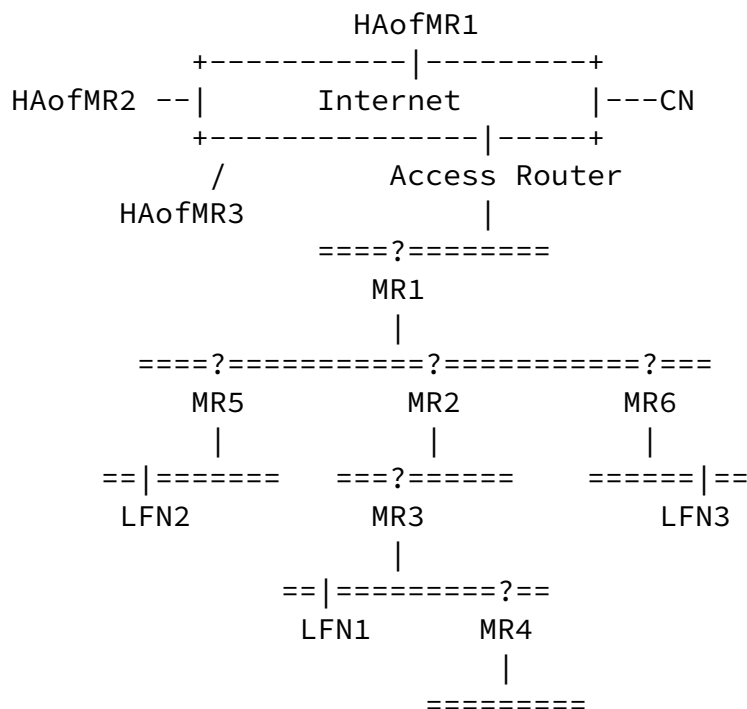 HAofMR1
+-----------|---------+
HAofMR2 --|      Internet       |---CN
+---------------|-----+
/         Access Router
HAofMR3             |
====?========
MR1
|
====?===========?===========?===
MR5         MR2         MR6
|           |           |
==|=======   ====?======    ======|==
LFN2         MR3              LFN3
|
==|=========?==
LFN1      MR4
|
=========